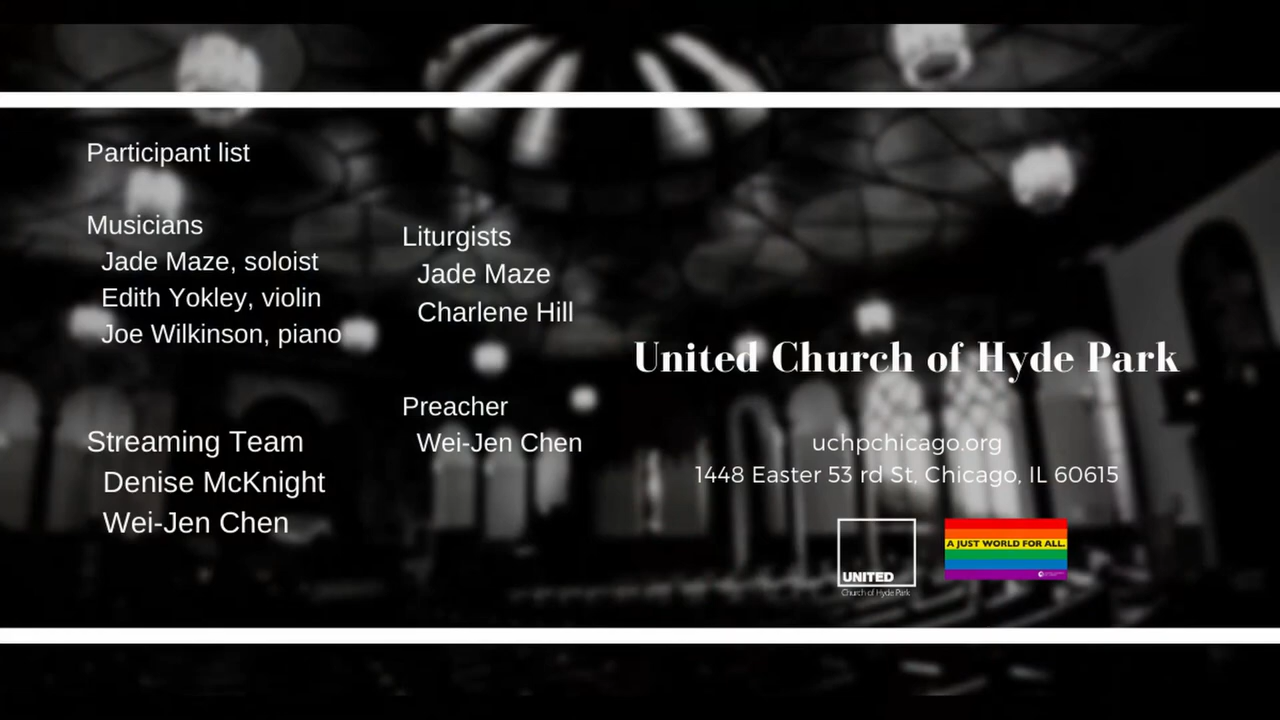 Participant list
Musicians
Jade Maze, soloist
Edith Yokley, violin
Joe Wilkinson, piano
Streaming Team
Denise McKnight
Wei-Jen Chen
Liturgists
Jade Maze
Charlene Hill
Preacher
Wei-Jen Chen
United Church of Hyde Park
uchpchicago.org
1448 Easter 53 rd St, Chicago, IL 60615
UNITED
Church of Hyde Park
A JUST WORLD FOR ALL.